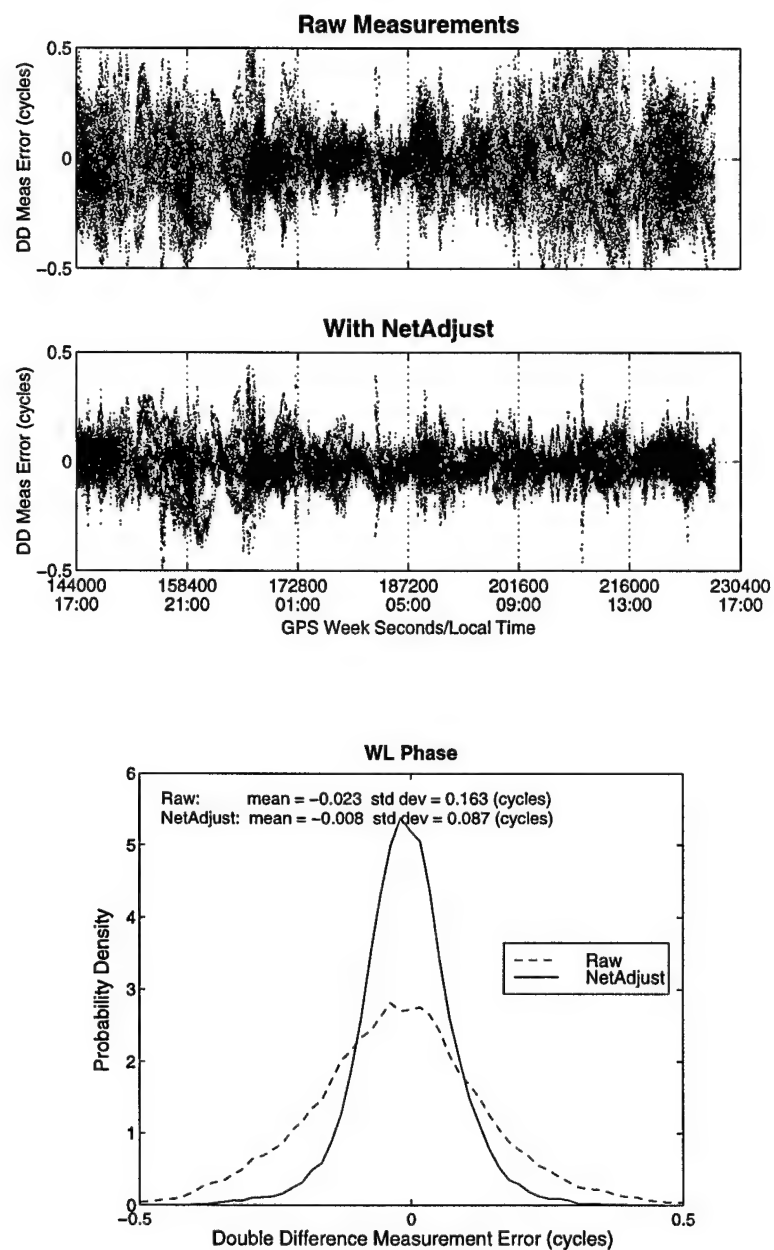 Raw Measurements
0.5
0
−0.5
DD Meas Error (cycles)
With NetAdjust
0.5
0
−0.5
DD Meas Error (cycles)
144000 158400 172800 187200 201600 216000 230400
17:00 21:00 01:00 05:00 09:00 13:00 17:00
GPS Week Seconds/Local Time
WL Phase
6
5
4
3
2
1
0
Probability Density
Raw: mean = −0.023 std dev = 0.163 (cycles)
NetAdjust: mean = −0.008 std dev = 0.087 (cycles)
Raw
NetAdjust
−0.5 0 0.5
Double Difference Measurement Error (cycles)